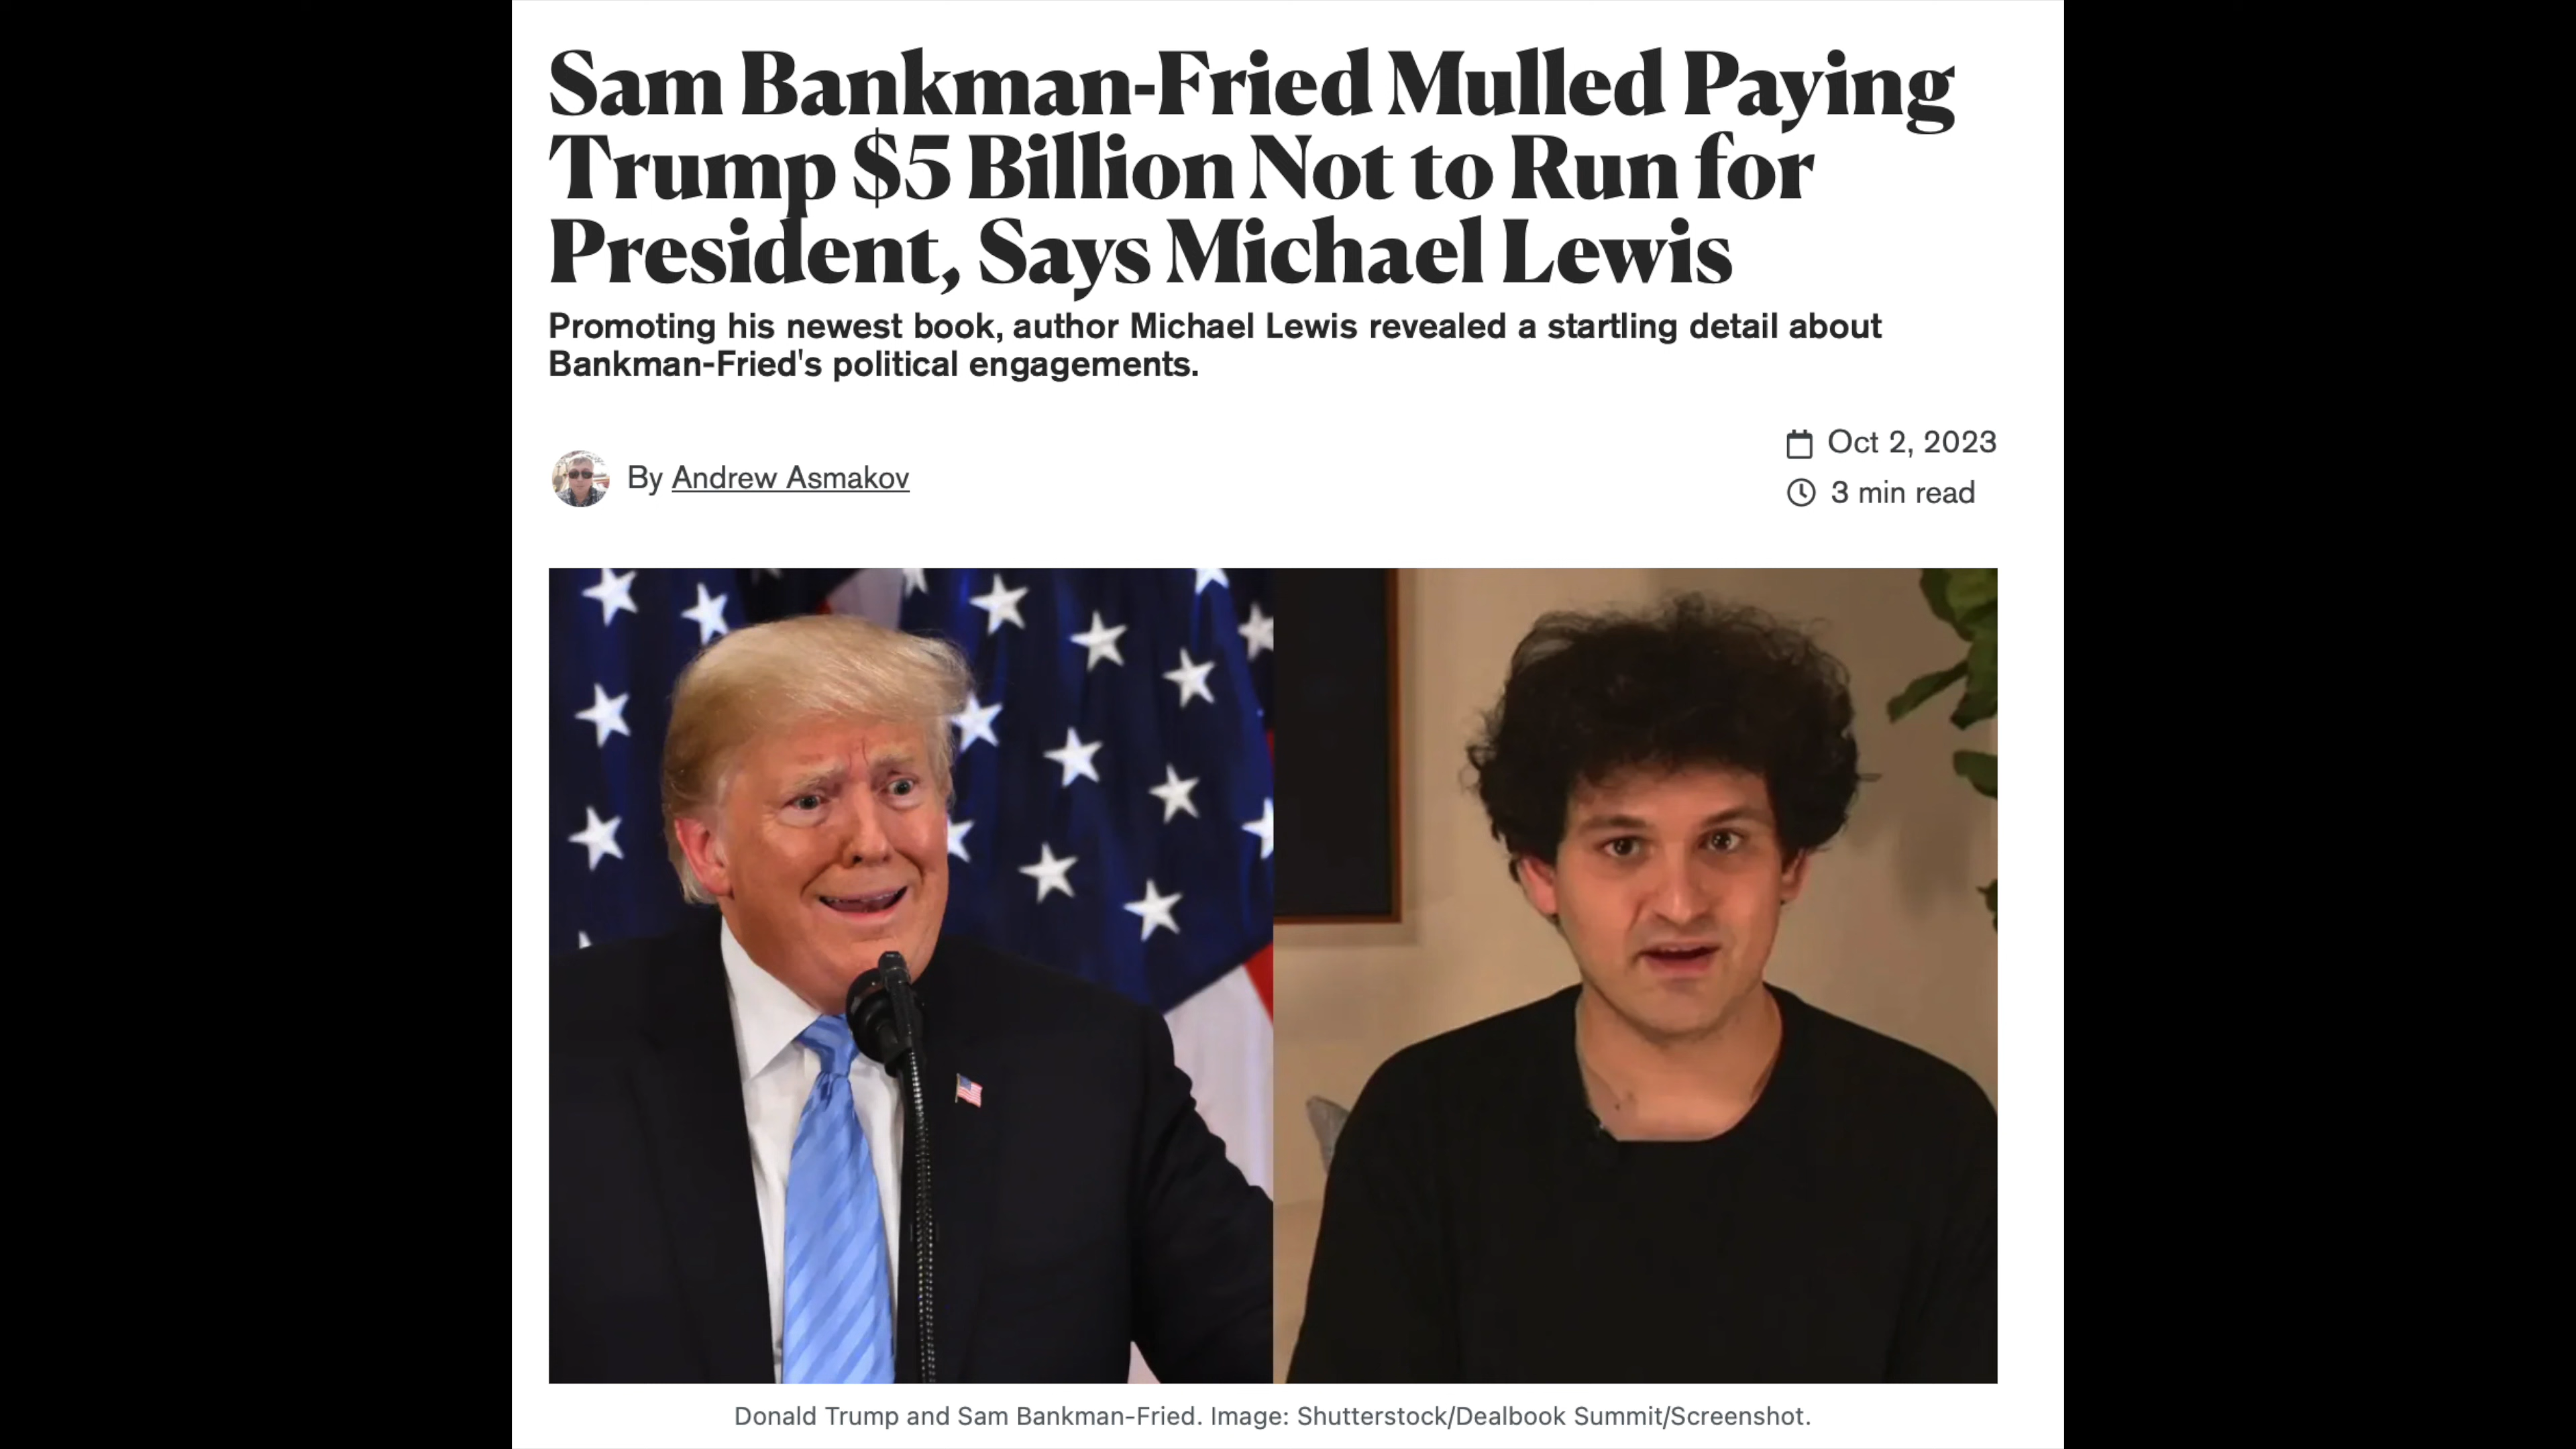 Sam Bankman-Fried Mulled Paying
Trump $5 Billion Not to Run for
President, Says Michael Lewis
Promoting his newest book, author Michael Lewis revealed a startling detail about
Bankman-Fried's political engagements.
By Andrew Asmakov
Oct 2, 2023
3 min read
Donald Trump and Sam Bankman-Fried. Image: Shutterstock/Dealbook Summit/Screenshot.